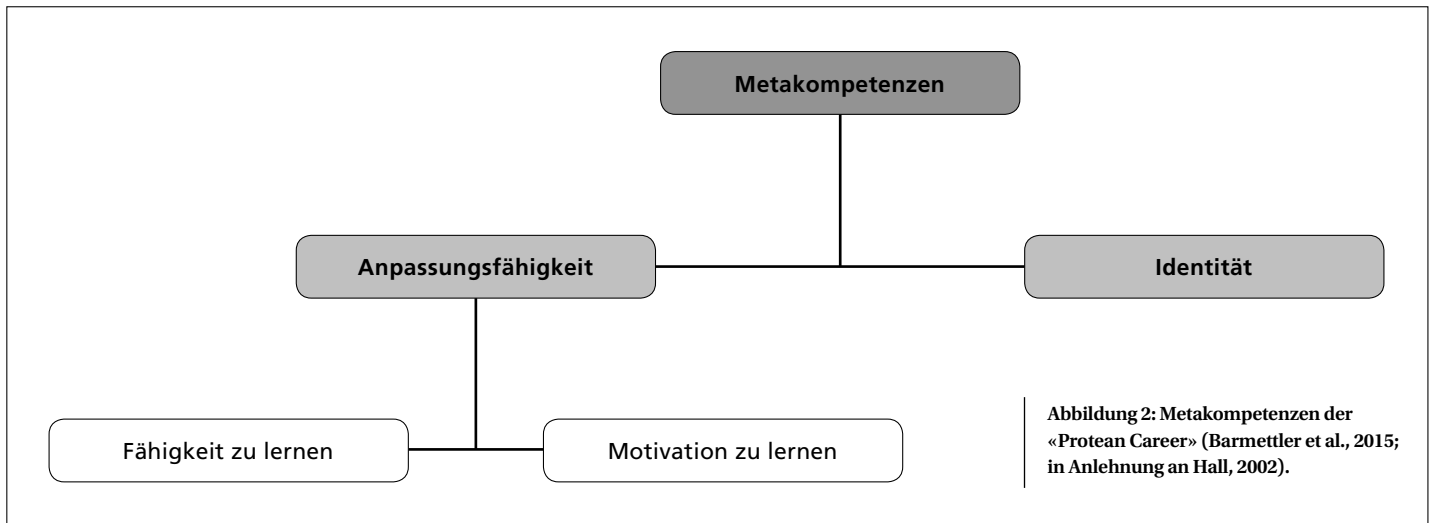 Metakompetenzen
Anpassungsfähigkeit
Identität
Fähigkeit zu lernen
Motivation zu lernen
Abbildung 2: Metakompetenzen der
«Protean Career» (Barmettler et al., 2015;
in Anlehnung an Hall, 2002).